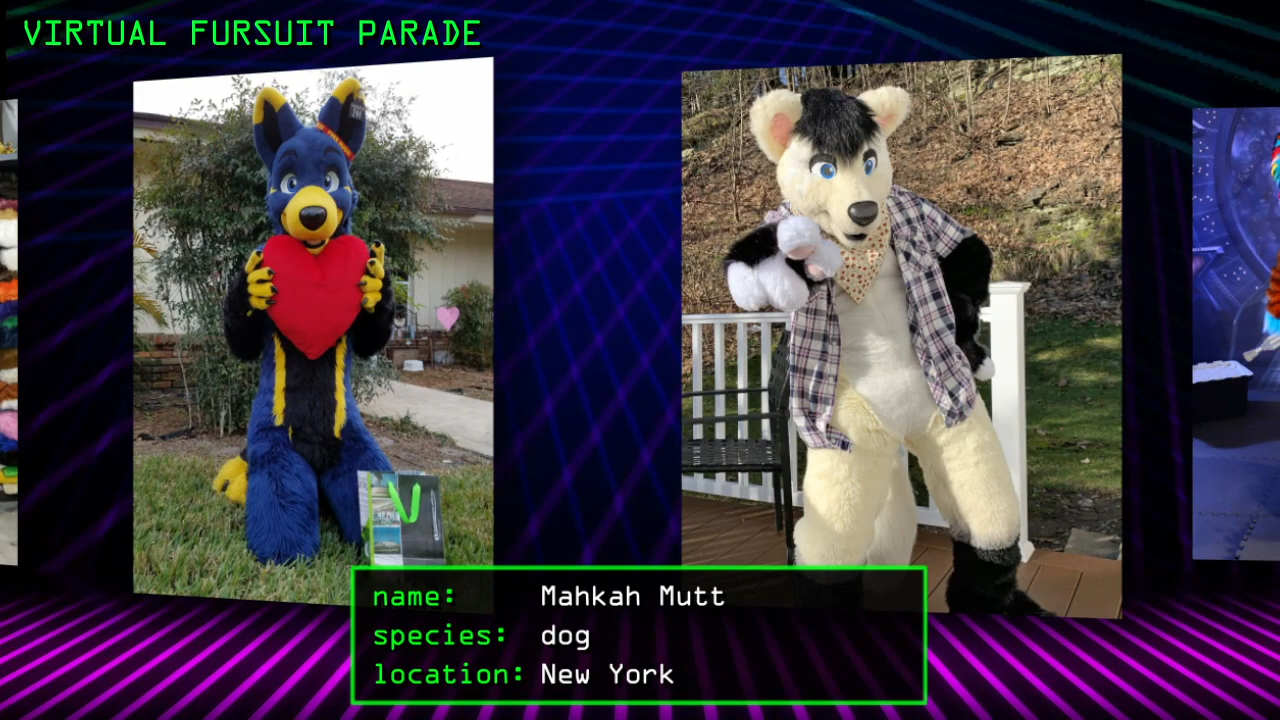 VIRTUAL FURSUIT PARADE
name: Mahkah Mutt
species: dog
location: New York